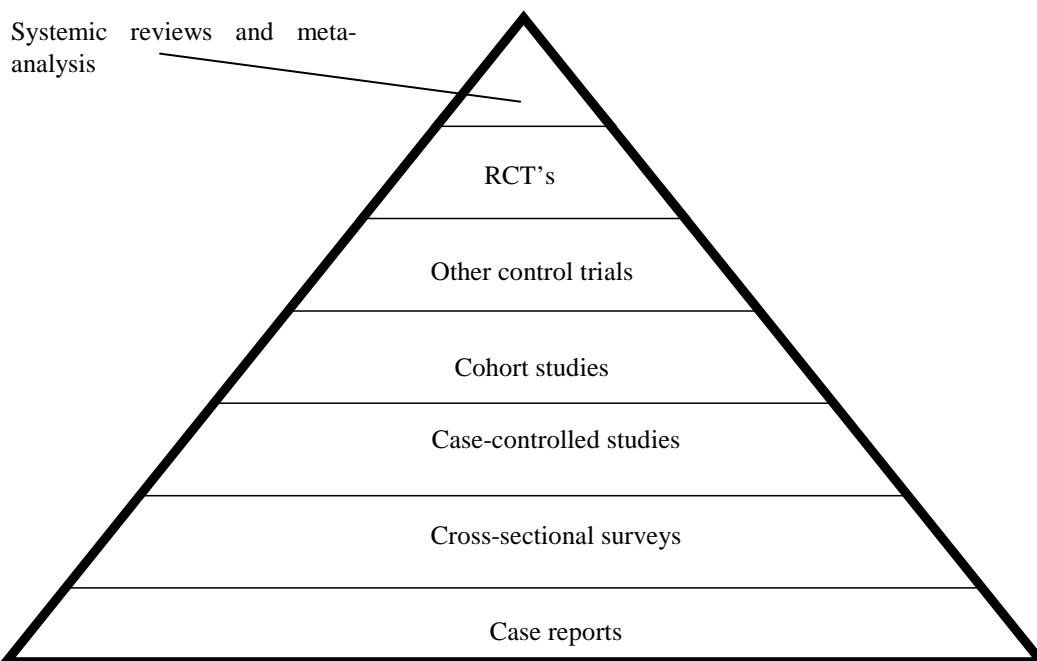 Systemic reviews and meta-
analysis
RCT’s
Other control trials
Cohort studies
Case-controlled studies
Cross-sectional surveys
Case reports